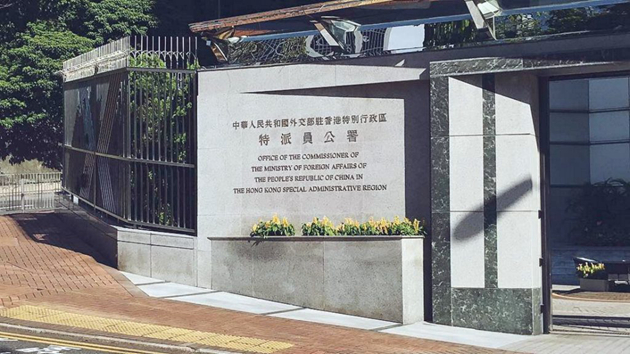 中華人民共和國外交部駐香港特別行政區
特派員公署
OFFICE OF THE COMMISSIONER OF
THE MINISTRY OF FOREIGN AFFAIRS OF
THE PEOPLE'S REPUBLIC OF CHINA IN
THE HONG KONG SPECIAL ADMINISTRATIVE REGION